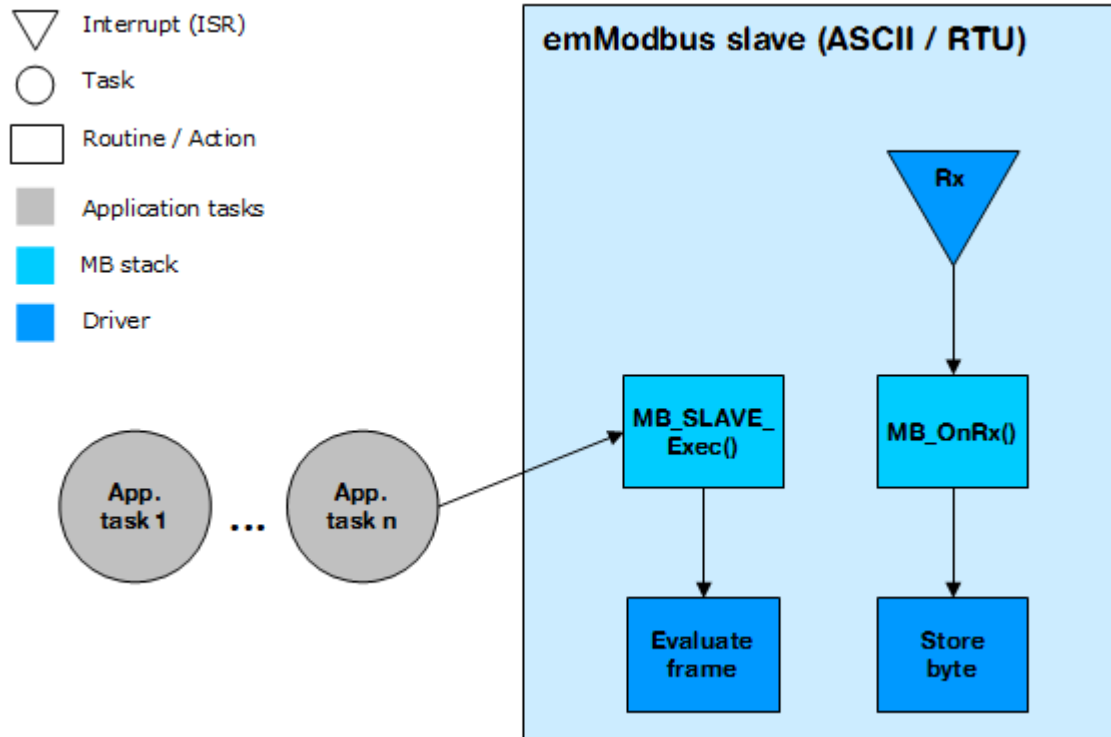 Interrupt (ISR)
Task
Routine / Action
Application tasks
MB stack
Driver
emModbus slave (ASCII / RTU)
Rx
MB_SLAVE_
Exec()
MB_OnRx()
App.
task 1
...
App.
task n
Evaluate
frame
Store
byte